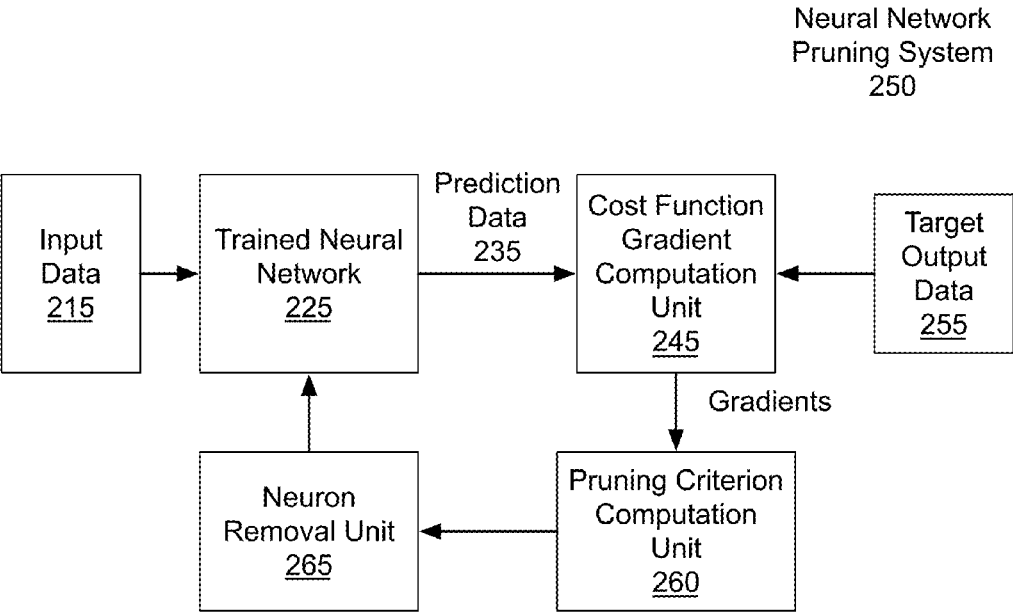 Neural Network
Pruning System
250
Input
Data
215
Trained Neural
Network
225
Prediction
Data
235
Cost Function
Gradient
Computation
Unit
245
Target
Output
Data
255
Gradients
Neuron
Removal Unit
265
Pruning Criterion
Computation
Unit
260